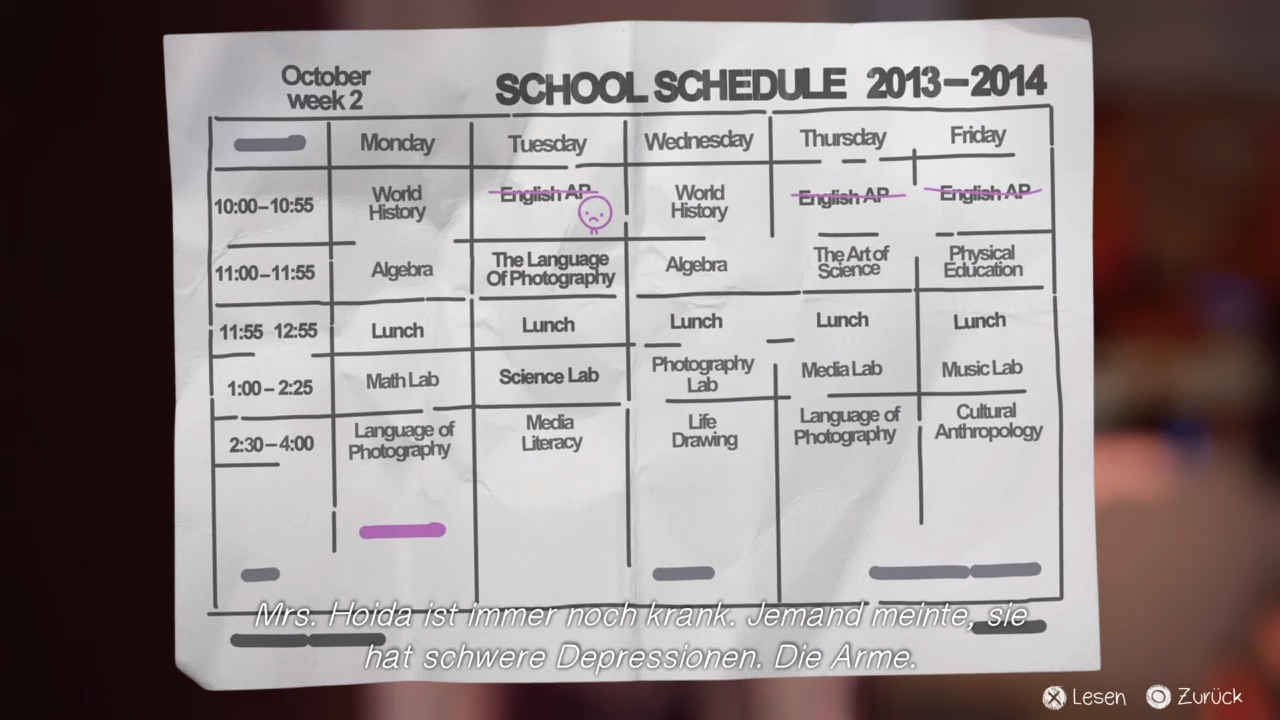 October
week 2
SCHOOL SCHEDULE 2013-2014
Monday Tuesday Wednesday Thursday Friday
10:00-10:55 World History English AP World History English AP English AP
11:00-11:55 Algebra The Language Of Photography Algebra The Art of Science Physical Education
11:55 12:55 Lunch Lunch Lunch Lunch Lunch
1:00-2:25 Math Lab Science Lab Photography Lab Media Lab Music Lab
2:30-4:00 Language of Photography Media Literacy Life Drawing Language of Photography Cultural Anthropology
Mrs. Hoida ist immer noch krank. Jemand meinte, sie
hat schwere Depressionen. Die Arme.
Lesen Zurück